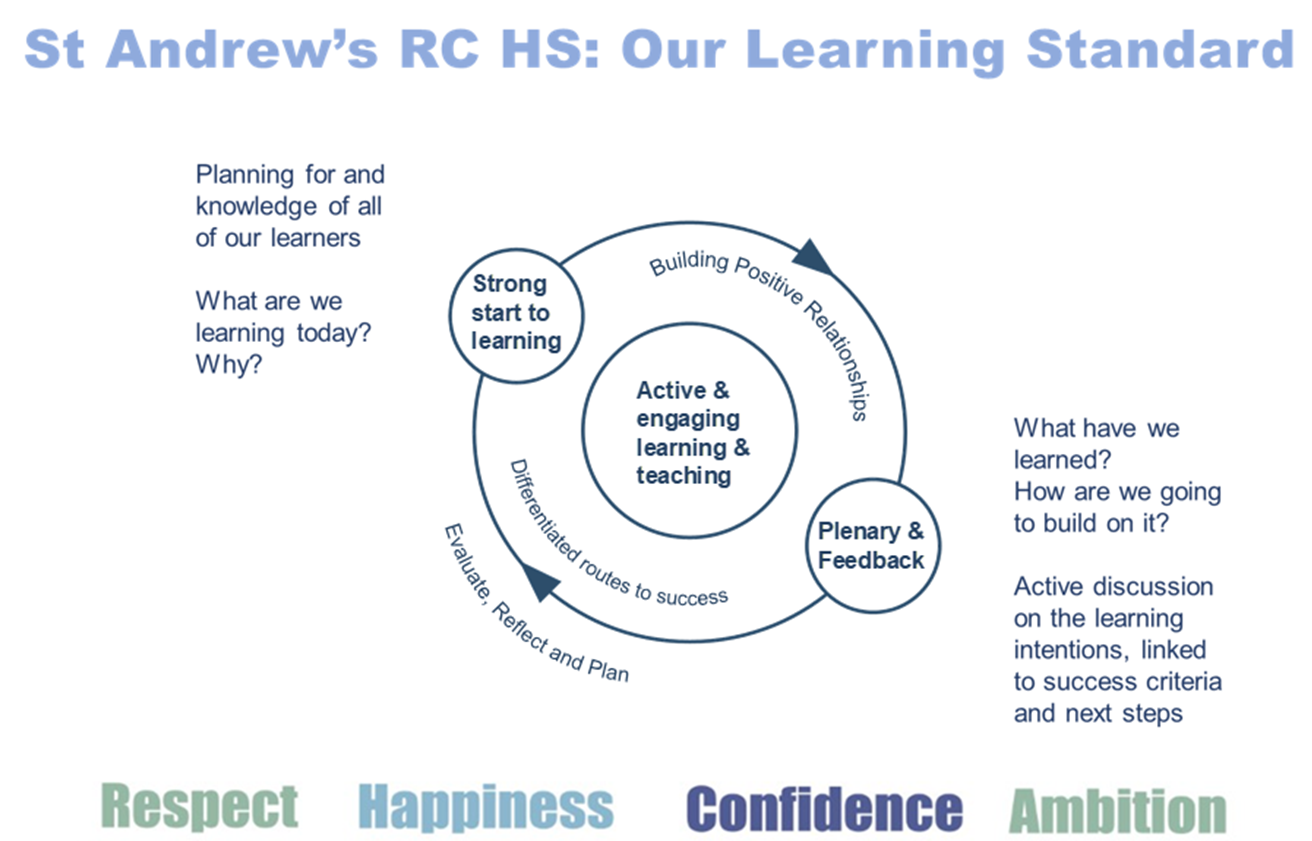 St Andrew’s RC HS: Our Learning Standard
Planning for and
knowledge of all
of our learners
What are we
learning today?
Why?
Strong
start to
learning
Building Positive Relationships
Active &
engaging
learning &
teaching
Differentiated routes to success
Evaluate, Reflect and Plan
Plenary &
Feedback
What have we
learned?
How are we going
to build on it?
Active discussion
on the learning
intentions, linked
to success criteria
and next steps
Respect Happiness Confidence Ambition